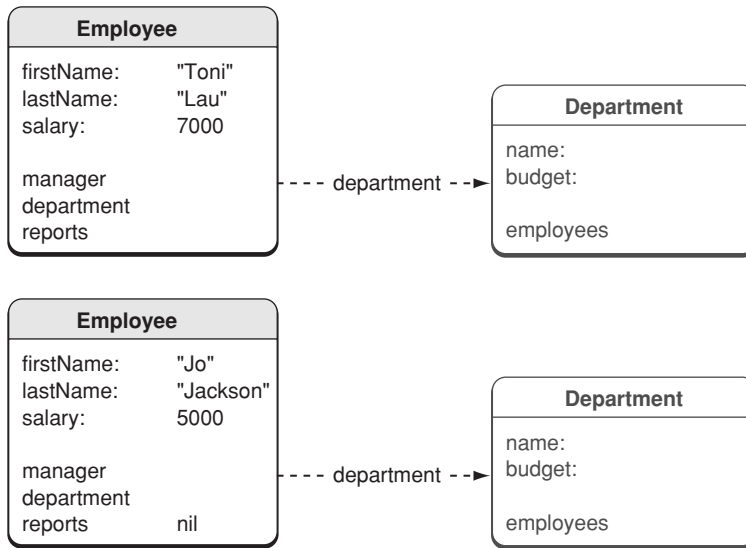 Employee
firstName: "Toni"
lastName: "Lau"
salary: 7000
manager
department
reports
department
Department
name:
budget:
employees
Employee
firstName: "Jo"
lastName: "Jackson"
salary: 5000
manager
department
reports nil
department
Department
name:
budget:
employees